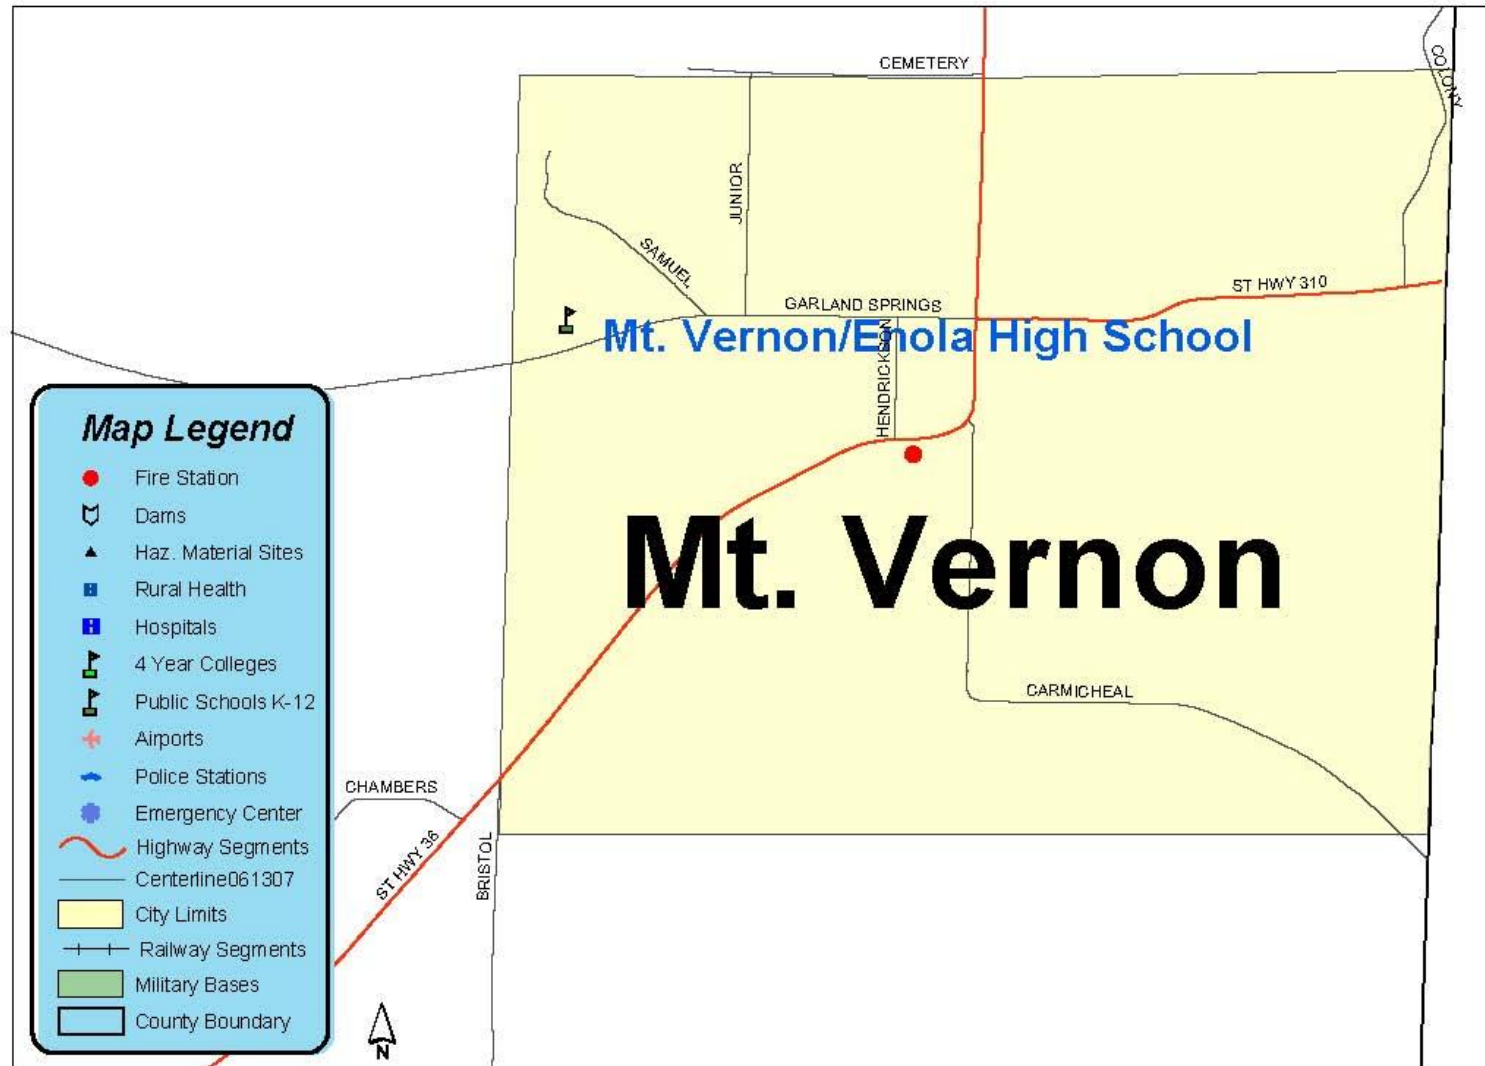 CEMETERY
COLONY
JUNIOR
SAMUEL
ST HWY 310
GARLAND SPRINGS
Mt. Vernon/Enola High School
HENDRICKSON
Mt. Vernon
CARMICHEAL
CHAMBERS
ST HWY 36
BRISTOL
Map Legend
Fire Station
Dams
Haz. Material Sites
Rural Health
Hospitals
4 Year Colleges
Public Schools K-12
Airports
Police Stations
Emergency Center
Highway Segments
Centerline061307
City Limits
Railway Segments
Military Bases
County Boundary
N